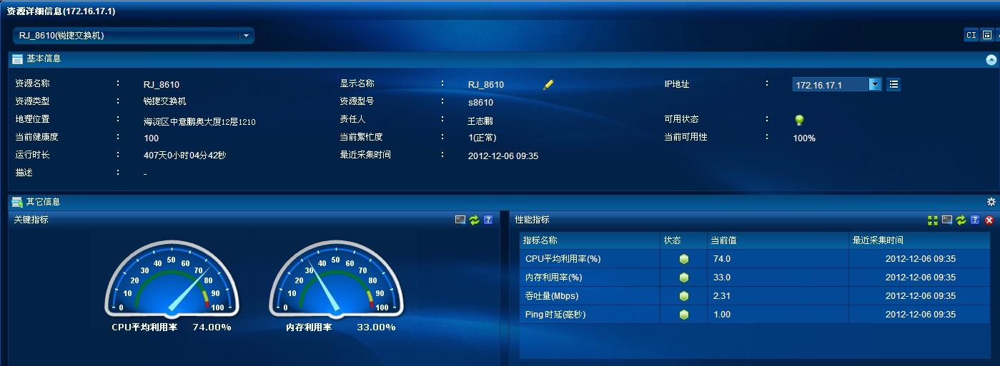 资源详细信息(172.16.17.1)
RJ_8610(锐捷交换机) CI
基本信息
资源名称 : RJ_8610 显示名称 : RJ_8610 IP地址 : 172.16.17.1
资源类型 : 锐捷交换机 资源型号 : s8610
地理位置 : 海淀区中意鹏奥大厦12层1210 责任人 : 王志鹏 可用状态 :
当前健康度 : 100 当前繁忙度 : 1(正常) 当前可用性 : 100%
运行时长 : 407天0小时04分42秒 最近采集时间 : 2012-12-06 09:35
描述 : -
其它信息
关键指标
0 10 20 30 40 50 60 70 80 90 100
CPU平均利用率 74.00%
0 10 20 30 40 50 60 70 80 90 100
内存利用率 33.00%
性能指标
指标名称 状态 当前值 最近采集时间
CPU平均利用率(%) 74.0 2012-12-06 09:35
内存利用率(%) 33.0 2012-12-06 09:35
吞吐量(Mbps) 2.31 2012-12-06 09:35
Ping时延(毫秒) 1.00 2012-12-06 09:35